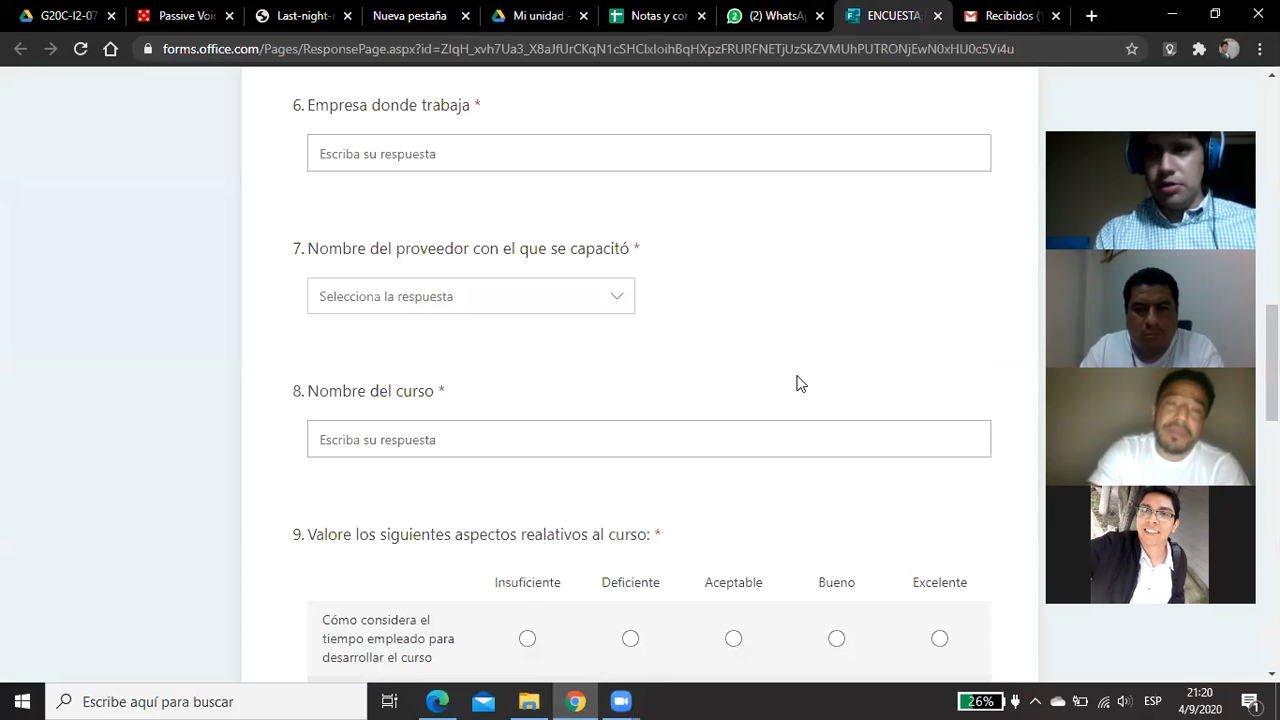 G20C-I2-07
Passive Voi
Last-night-
Nueva pestaña
Mi unidad -
Notas y cor
(2) WhatsA
ENCUESTA
Recibidos (
forms.office.com/Pages/ResponsePage.aspx?id=ZIqH_xvh7Ua3_X8aJfUrCKqN1cSHClxIoihBqHXpzFRURFNETjUzSkZVMUhPUTRONjEwN0xHU0c5Vi4u
6. Empresa donde trabaja *
Escriba su respuesta
7. Nombre del proveedor con el que se capacitó *
Selecciona la respuesta
8. Nombre del curso *
Escriba su respuesta
9. Valore los siguientes aspectos realativos al curso: *
Insuficiente Deficiente Aceptable Bueno Excelente
Cómo considera el
tiempo empleado para
desarrollar el curso
Escribe aquí para buscar
26%
ESP
21:20
4/9/2020
1